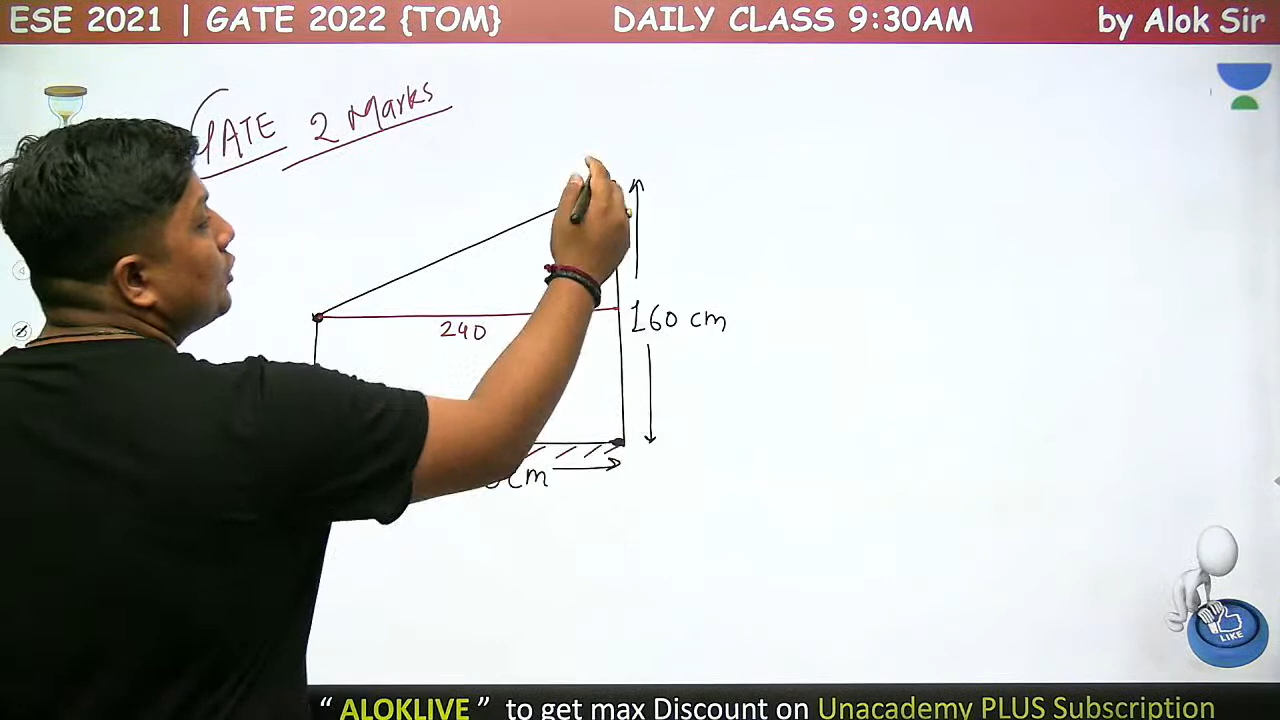 ESE 2021 | GATE 2022 {TOM} DAILY CLASS 9:30AM by Alok Sir
GATE 2 Marks
240
160 cm
cm
LIKE
“ ALOKLIVE ” to get max Discount on Unacademy PLUS Subscription